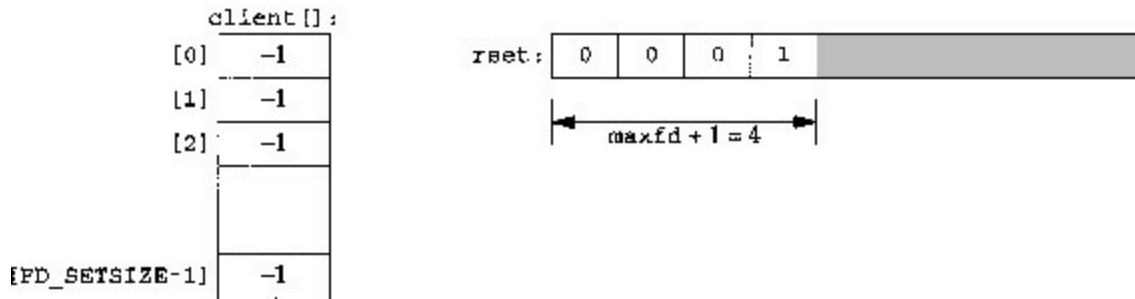 client[]:
[0] -1
rset: 0 0 0 1
[1] -1
maxfd + 1 = 4
[2] -1
[FD_SETSIZE-1] -1